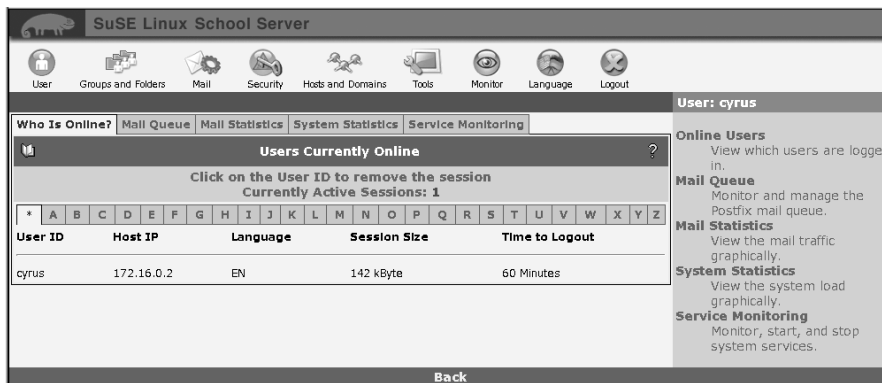 SuSE Linux School Server
User Groups and Folders Mail Security Hosts and Domains Tools Monitor Language Logout
User: cyrus
Who Is Online? Mail Queue Mail Statistics System Statistics Service Monitoring
Users Currently Online ?
Click on the User ID to remove the session
Currently Active Sessions: 1
* A B C D E F G H I J K L M N O P Q R S T U V W X Y Z
User ID Host IP Language Session Size Time to Logout
cyrus 172.16.0.2 EN 142 kByte 60 Minutes
Online Users
View which users are logge
in.
Mail Queue
Monitor and manage the
Postfix mail queue.
Mail Statistics
View the mail traffic
graphically.
System Statistics
View the system load
graphically.
Service Monitoring
Monitor, start, and stop
system services.
Back